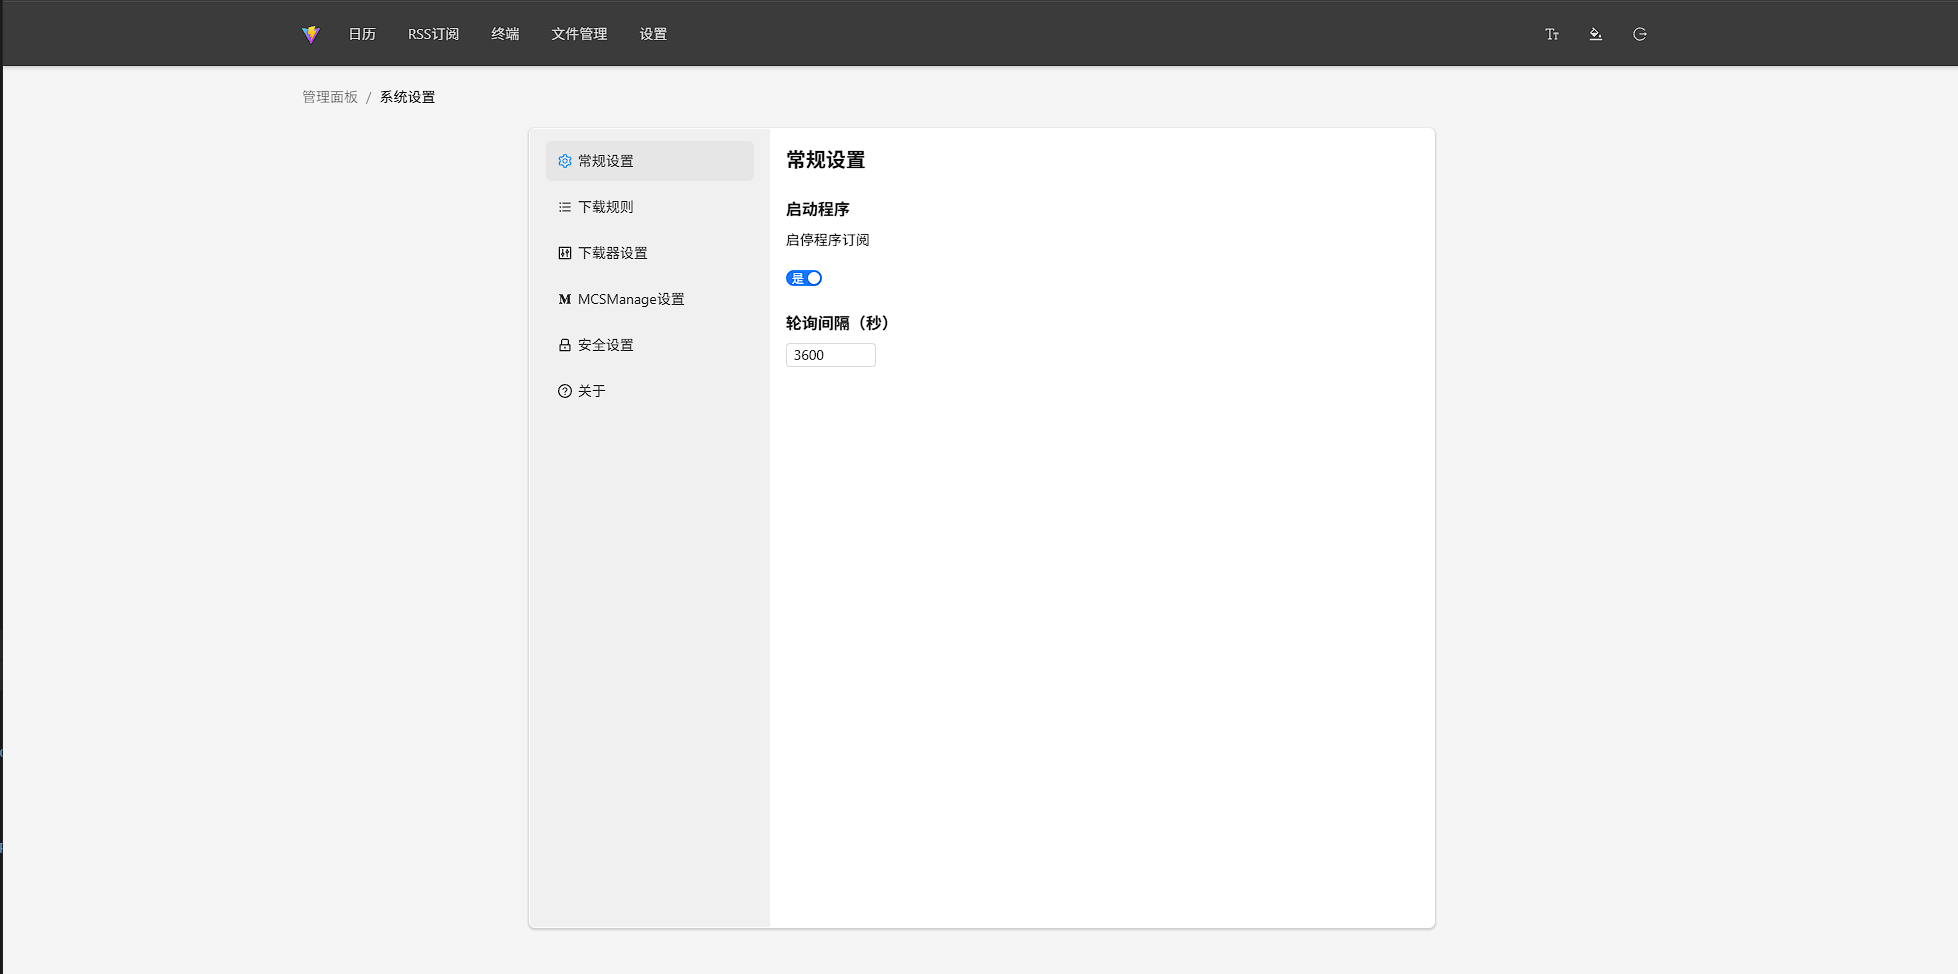 日历 RSS订阅 终端 文件管理 设置
管理面板 / 系统设置
常规设置
下载规则
下载器设置
MCSManage设置
安全设置
关于
常规设置
启动程序
启停程序订阅
是
轮询间隔（秒）
3600